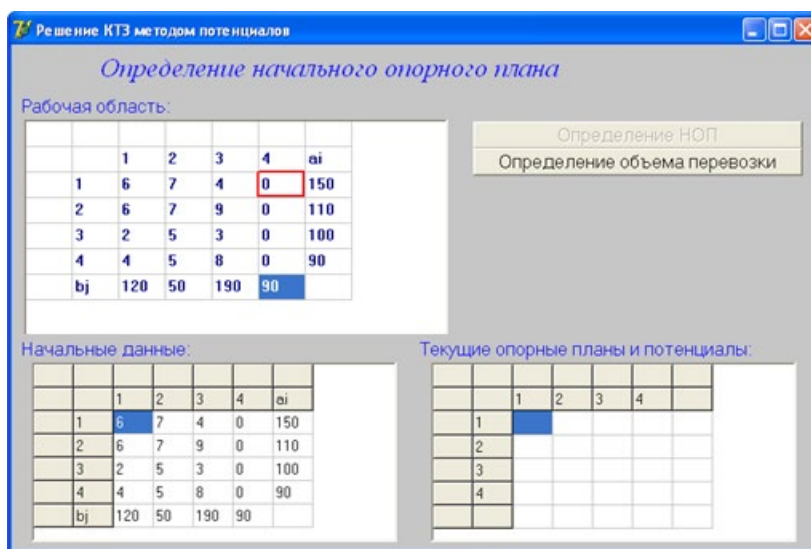 Решение КТЗ методом потенциалов
Определение начального опорного плана
Рабочая область:
1 2 3 4 ai
1 6 7 4 0 150
2 6 7 9 0 110
3 2 5 3 0 100
4 4 5 8 0 90
bj 120 50 190 90
Определение НОП
Определение объема перевозки
Начальные данные:
1 2 3 4 ai
1 6 7 4 0 150
2 6 7 9 0 110
3 2 5 3 0 100
4 4 5 8 0 90
bj 120 50 190 90
Текущие опорные планы и потенциалы:
1 2 3 4
1
2
3
4